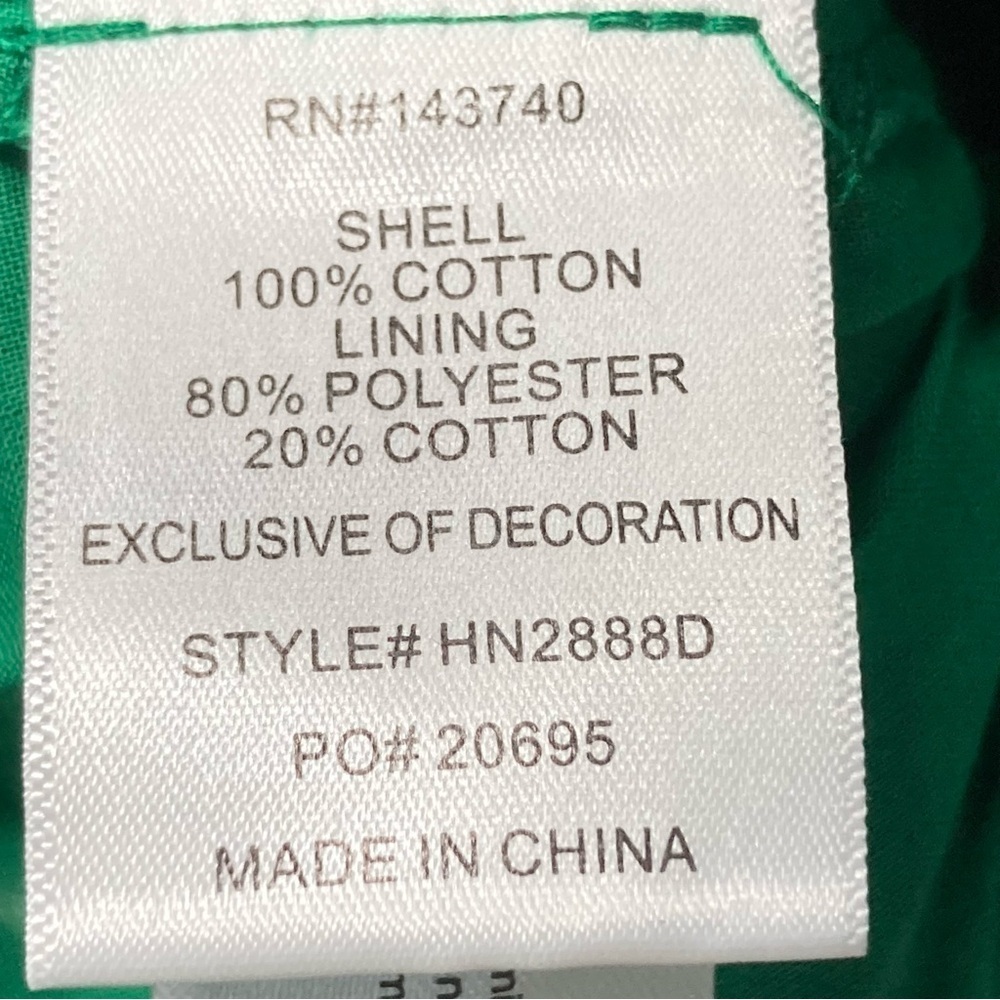 RN#143740
SHELL
100% COTTON
LINING
80% POLYESTER
20% COTTON
EXCLUSIVE OF DECORATION
STYLE# HN2888D
PO# 20695
MADE IN CHINA